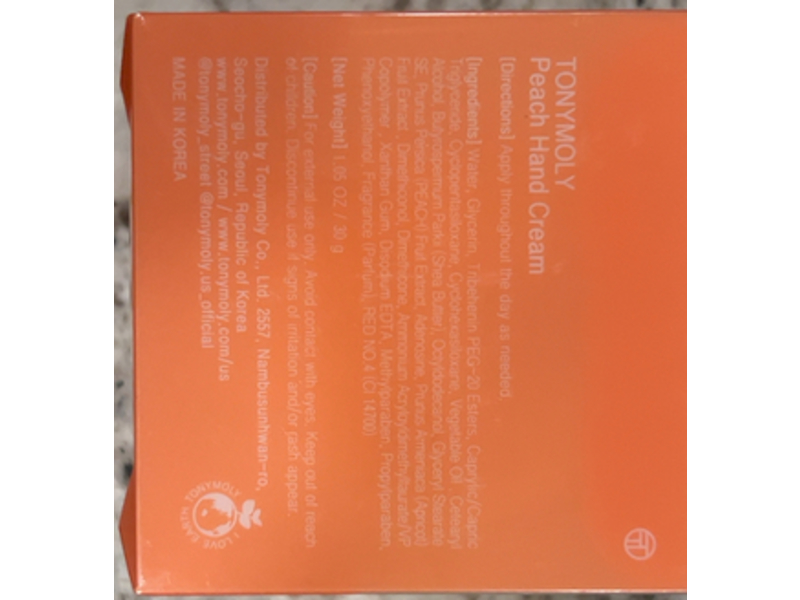 TONYMOLY
Peach Hand Cream
[Directions] Apply throughout the day as needed.
[Ingredients] Water, Glycerin, Tribehenin PEG-20 Esters, Caprylic/Capric
Triglyceride, Cyclopentasiloxane, Cyclohexasiloxane, Vegetable Oil, Cetearyl
Alcohol, Butyrospermum Parkii (Shea Butter), Octyldodecanol, Glyceryl Stearate
SE, Prunus Persica (PEACH) Fruit Extract, Adenosine, Prunus Armeniaca (Apricot)
Fruit Extract, Dimethiconol, Dimethicone, Ammonium Acryloyldimethyltaurate/VP
Copolymer, Xanthan Gum, Disodium EDTA, Methylparaben, Propylparaben,
Phenoxyethanol, Fragrance (Parfum), RED NO.4 (CI 14700)
[Net Weight] 1.05 OZ. / 30 g
[Caution] For external use only. Avoid contact with eyes. Keep out of reach
of children. Discontinue use if signs of irritation and/or rash appear.
Distributed by Tonymoly Co., Ltd. 2557, Nambusunhwan-ro,
Seocho-gu, Seoul, Republic of Korea
www.tonymoly.com / www.tonymoly.com/us
@tonymoly_street @tonymoly.us_official
MADE IN KOREA
TONYMOLY
I LOVE EARTH